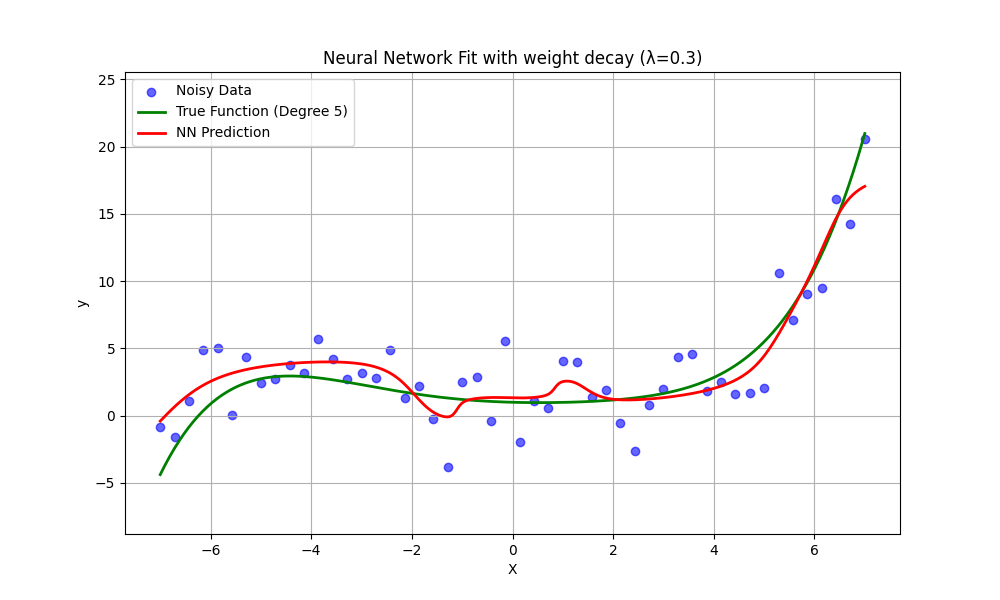 Neural Network Fit with weight decay (λ=0.3)
Noisy Data
True Function (Degree 5)
NN Prediction
25
20
15
10
5
0
−5
y
−6 −4 −2 0 2 4 6
X